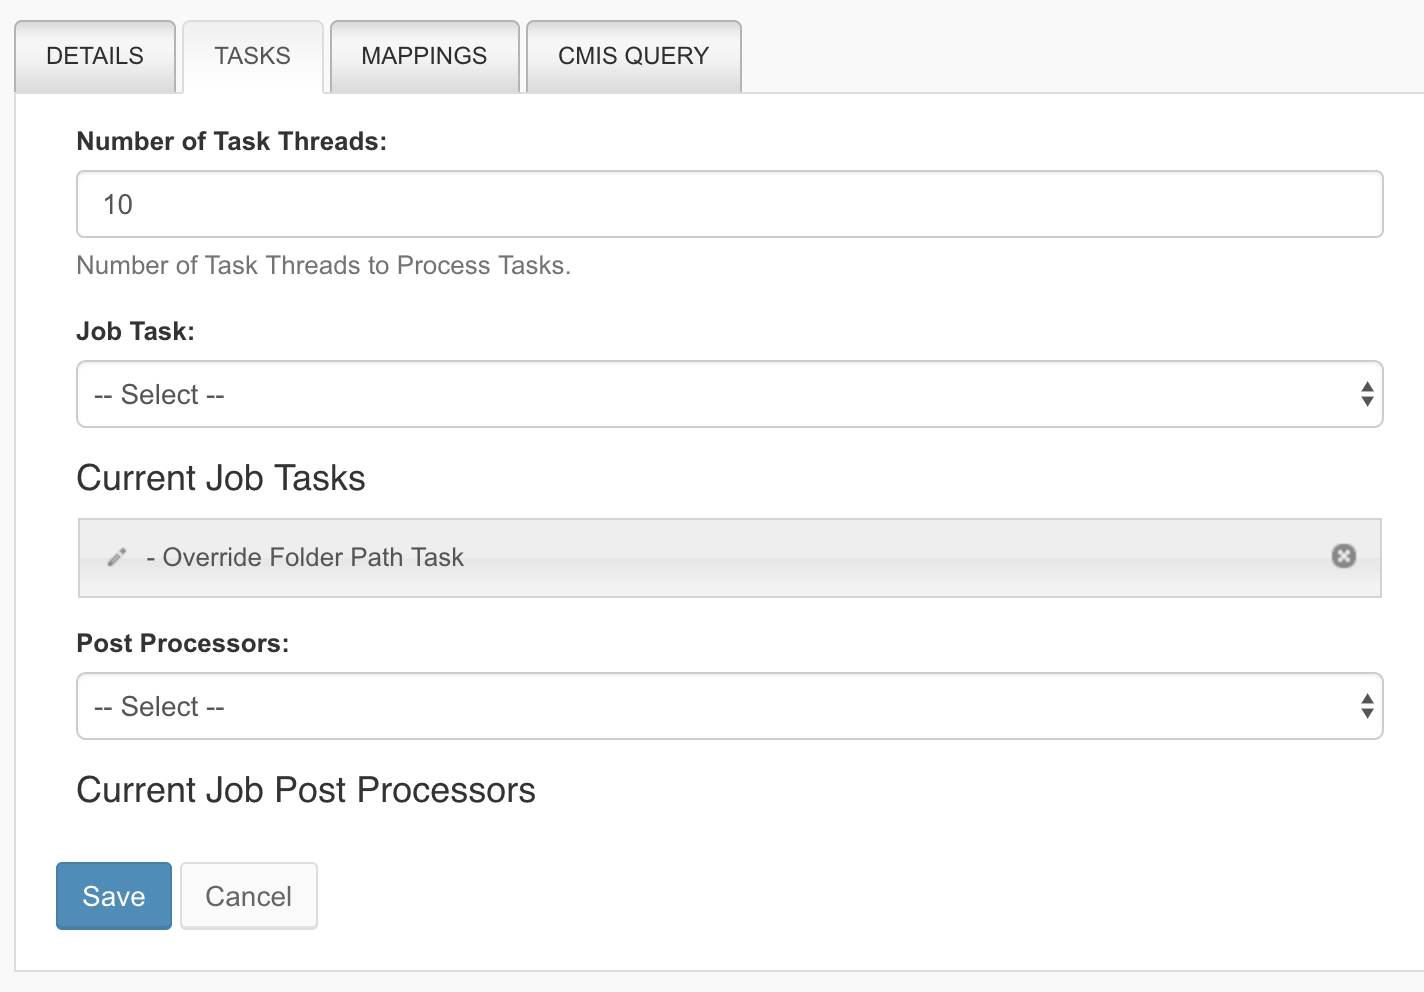 DETAILS TASKS MAPPINGS CMIS QUERY
Number of Task Threads:
10
Number of Task Threads to Process Tasks.
Job Task:
-- Select --
Current Job Tasks
- Override Folder Path Task
Post Processors:
-- Select --
Current Job Post Processors
Save Cancel